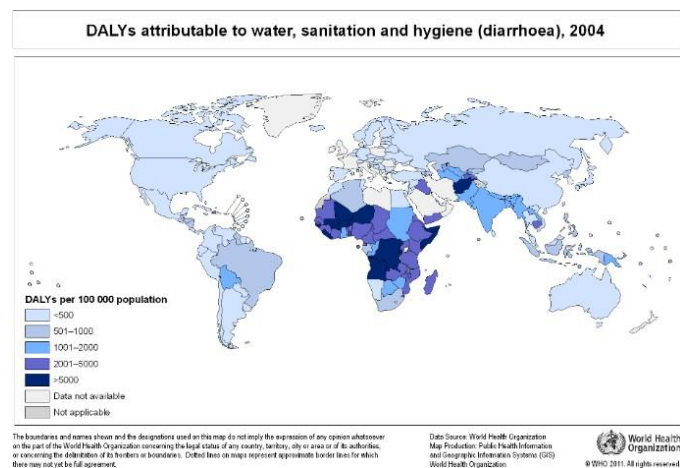 DALYs attributable to water, sanitation and hygiene (diarrhoea), 2004
DALYs per 100 000 population
<500
501–1000
1001–2000
2001–5000
>5000
Data not available
Not applicable
The boundaries and names shown and the designations used on this map do not imply the expression of any opinion whatsoever
on the part of the World Health Organization concerning the legal status of any country, territory, city or area or of its authorities,
or concerning the delimitation of its frontiers or boundaries. Dotted lines on maps represent approximate border lines for which
there may not yet be full agreement.
Data Source: World Health Organization
Map Production: Public Health Information
and Geographic Information Systems (GIS)
World Health Organization
World Health
Organization
© WHO 2011. All rights reserved.